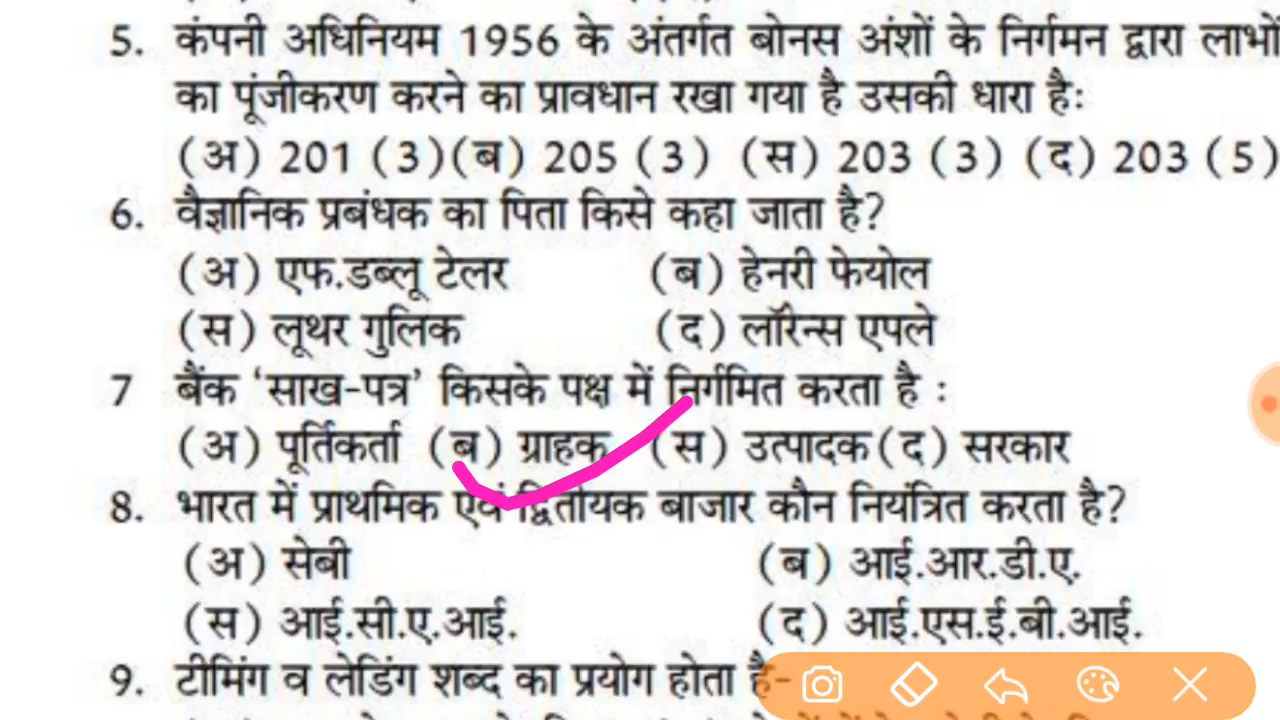 5. कंपनी अधिनियम 1956 के अंतर्गत बोनस अंशों के निर्गमन द्वारा लाभों
का पूंजीकरण करने का प्रावधान रखा गया है उसकी धारा हैः
(अ) 201 (3)(ब) 205 (3) (स) 203 (3) (द) 203 (5)
6. वैज्ञानिक प्रबंधक का पिता किसे कहा जाता है?
(अ) एफ.डब्लू टेलर (ब) हेनरी फेयोल
(स) लूथर गुलिक (द) लॉरेन्स एपले
7 बैंक ‘साख-पत्र’ किसके पक्ष में निर्गमित करता है :
(अ) पूर्तिकर्ता (ब) ग्राहक (स) उत्पादक(द) सरकार
8. भारत में प्राथमिक एवं द्वितीयक बाजार कौन नियंत्रित करता है?
(अ) सेबी (ब) आई.आर.डी.ए.
(स) आई.सी.ए.आई. (द) आई.एस.ई.बी.आई.
9. टीमिंग व लेडिंग शब्द का प्रयोग होता है-